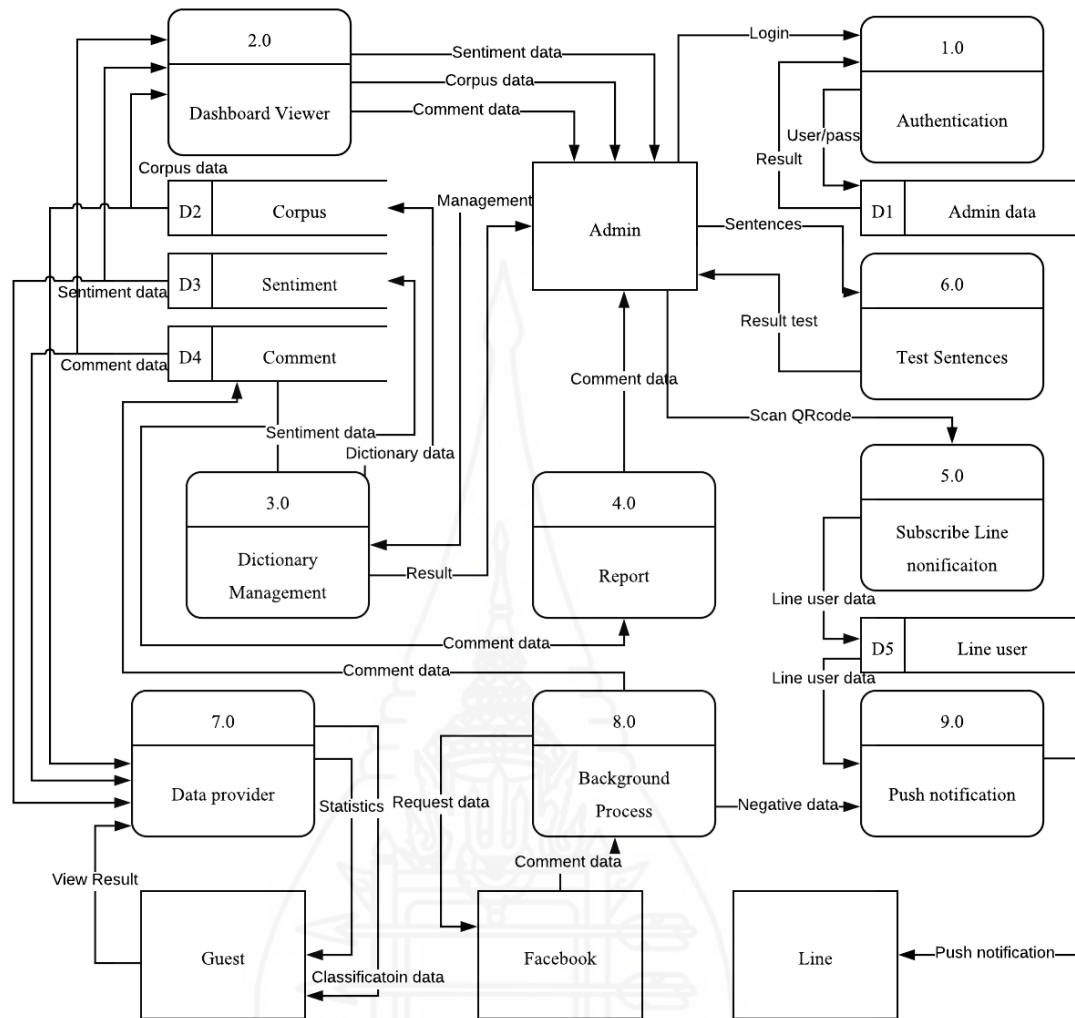 2.0
Dashboard Viewer
Sentiment data
Corpus data
Comment data
Login
1.0
Authentication
User/pass
Result
D1
Admin data
Corpus data
D2
Corpus
Management
Admin
Sentences
D3
Sentiment
Sentiment data
6.0
Test Sentences
Result test
D4
Comment
Comment data
Comment data
Scan QRcode
Sentiment data
Dictionary data
3.0
Dictionary
Management
Result
4.0
Report
5.0
Subscribe Line
nonificaiton
Line user data
D5
Line user
Line user data
Comment data
Comment data
7.0
Data provider
Statistics
Request data
8.0
Background
Process
Negative data
9.0
Push notification
View Result
Comment data
Guest
Classificatoin data
Facebook
Line
Push notification